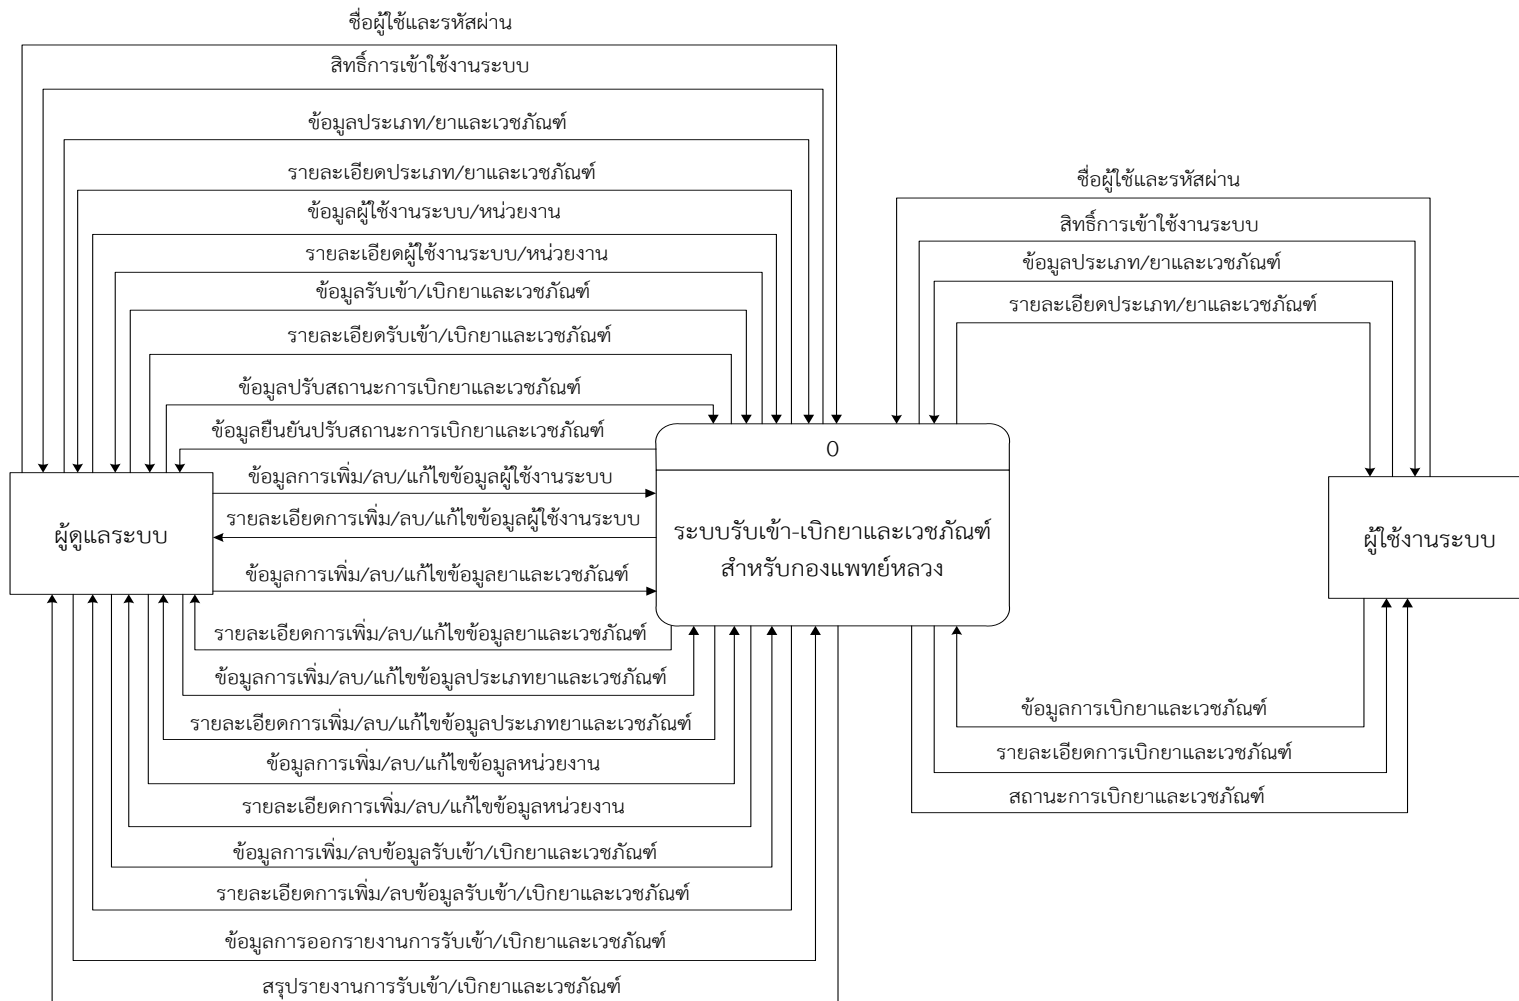 ชื่อผู้ใช้และรหัสผ่าน
สิทธิ์การเข้าใช้งานระบบ
ข้อมูลประเภท/ยาและเวชภัณฑ์
รายละเอียดประเภท/ยาและเวชภัณฑ์
ข้อมูลผู้ใช้งานระบบ/หน่วยงาน
รายละเอียดผู้ใช้งานระบบ/หน่วยงาน
ข้อมูลรับเข้า/เบิกยาและเวชภัณฑ์
รายละเอียดรับเข้า/เบิกยาและเวชภัณฑ์
ข้อมูลปรับสถานะการเบิกยาและเวชภัณฑ์
ข้อมูลยืนยันปรับสถานะการเบิกยาและเวชภัณฑ์
ข้อมูลการเพิ่ม/ลบ/แก้ไขข้อมูลผู้ใช้งานระบบ
รายละเอียดการเพิ่ม/ลบ/แก้ไขข้อมูลผู้ใช้งานระบบ
ผู้ดูแลระบบ
ข้อมูลการเพิ่ม/ลบ/แก้ไขข้อมูลยาและเวชภัณฑ์
รายละเอียดการเพิ่ม/ลบ/แก้ไขข้อมูลยาและเวชภัณฑ์
ข้อมูลการเพิ่ม/ลบ/แก้ไขข้อมูลประเภทยาและเวชภัณฑ์
รายละเอียดการเพิ่ม/ลบ/แก้ไขข้อมูลประเภทยาและเวชภัณฑ์
ข้อมูลการเพิ่ม/ลบ/แก้ไขข้อมูลหน่วยงาน
รายละเอียดการเพิ่ม/ลบ/แก้ไขข้อมูลหน่วยงาน
ข้อมูลการเพิ่ม/ลบข้อมูลรับเข้า/เบิกยาและเวชภัณฑ์
รายละเอียดการเพิ่ม/ลบข้อมูลรับเข้า/เบิกยาและเวชภัณฑ์
ข้อมูลการออกรายงานการรับเข้า/เบิกยาและเวชภัณฑ์
สรุปรายงานการรับเข้า/เบิกยาและเวชภัณฑ์
0
ระบบรับเข้า-เบิกยาและเวชภัณฑ์
สำหรับกองแพทย์หลวง
ชื่อผู้ใช้และรหัสผ่าน
สิทธิ์การเข้าใช้งานระบบ
ข้อมูลประเภท/ยาและเวชภัณฑ์
รายละเอียดประเภท/ยาและเวชภัณฑ์
ผู้ใช้งานระบบ
ข้อมูลการเบิกยาและเวชภัณฑ์
รายละเอียดการเบิกยาและเวชภัณฑ์
สถานะการเบิกยาและเวชภัณฑ์